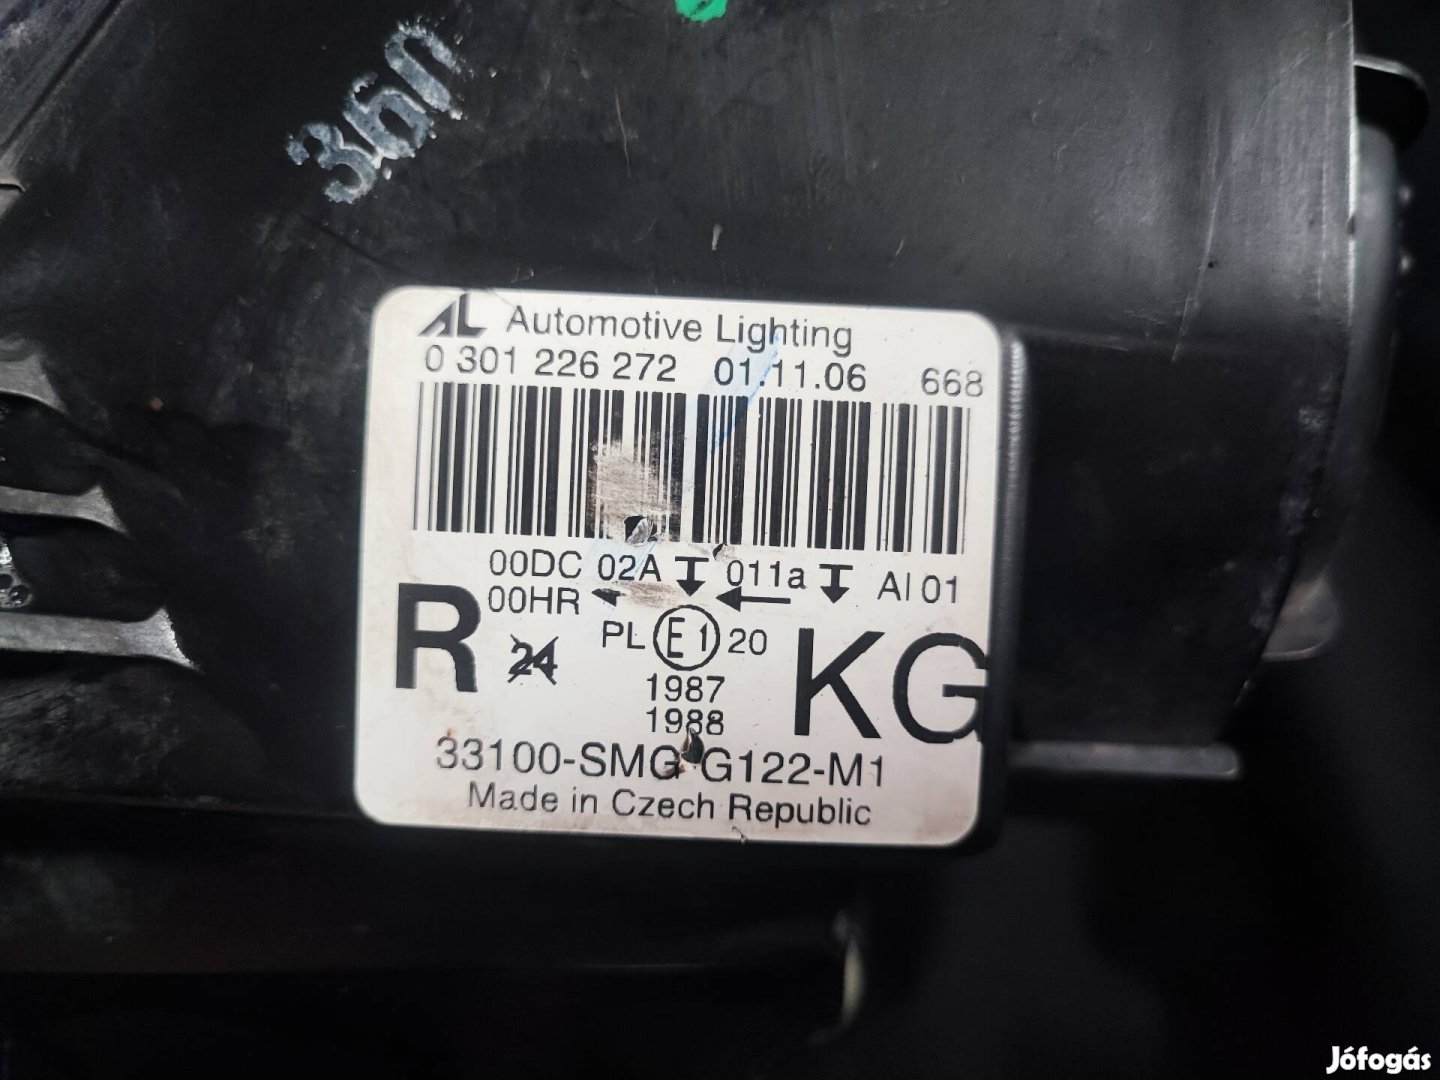 360
AL Automotive Lighting
0 301 226 272 01.11.06 668
00DC 02A 011a AI 01
00HR
R 24 PL E1 20 KG
1987
1988
33100-SMG G122-M1
Made in Czech Republic
Jófogás